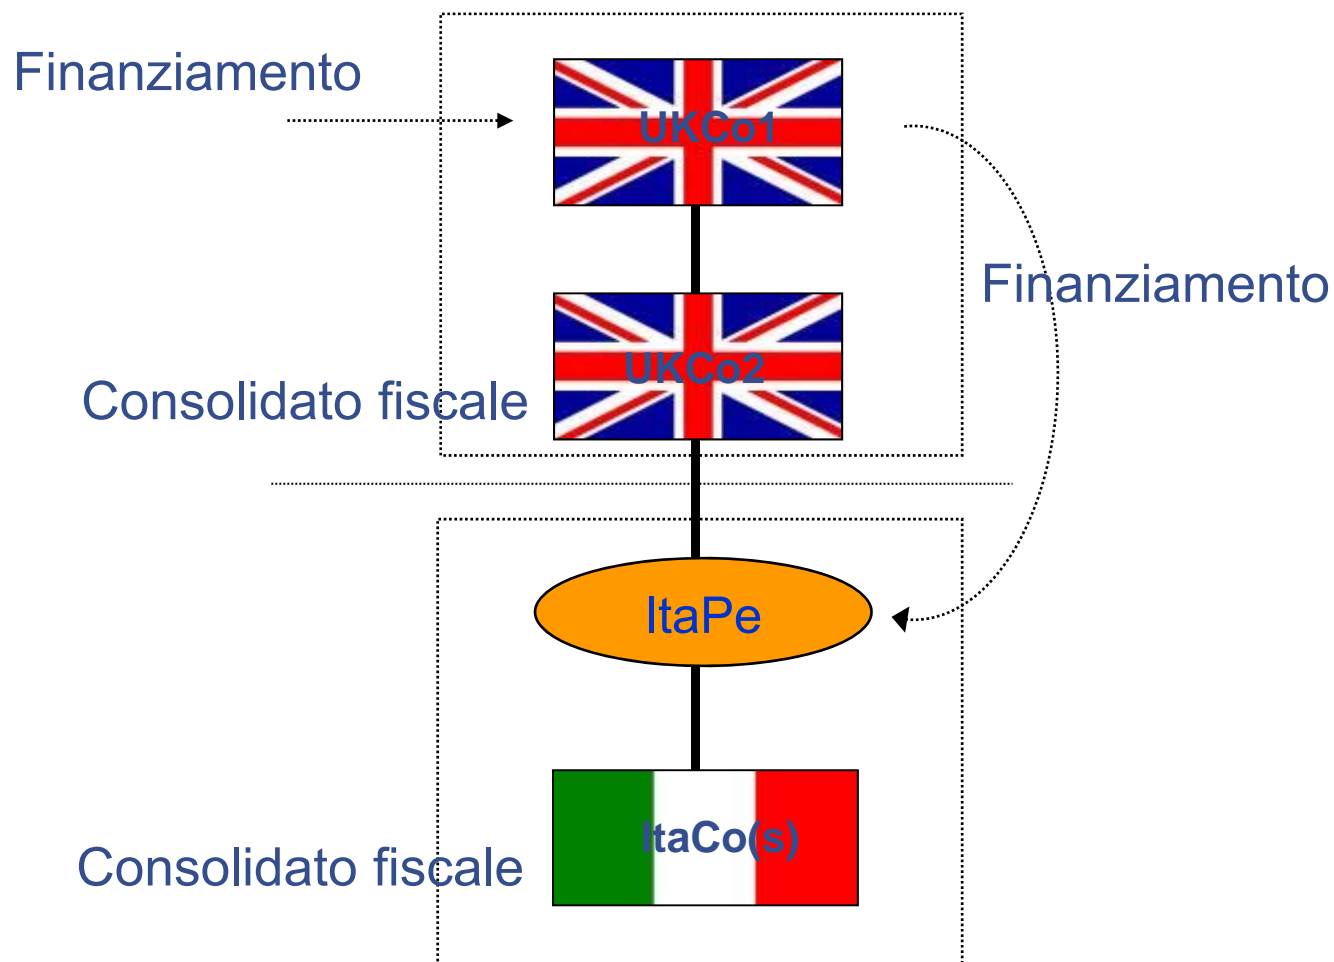 Finanziamento
UKCo1
Finanziamento
UKCo2
Consolidato fiscale
ItaPe
ItaCo(s)
Consolidato fiscale